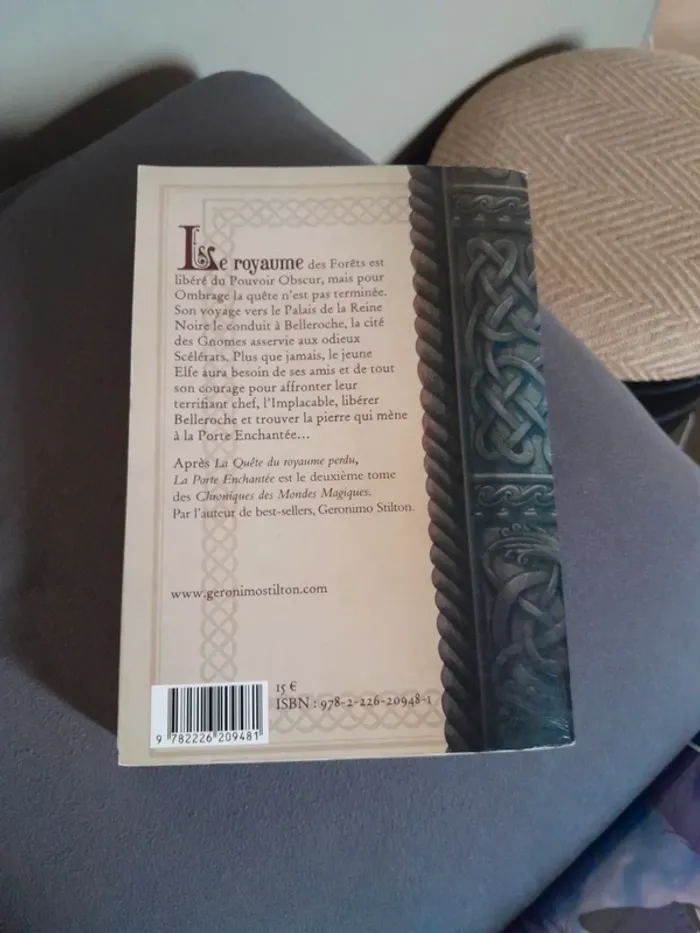 Le royaume des Forêts est
libéré du Pouvoir Obscur, mais pour
Ombrage la quête n'est pas terminée.
Son voyage vers le Palais de la Reine
Noire le conduit à Belleroche, la cité
des Gnomes asservie aux odieux
Scélérats. Plus que jamais, le jeune
Elfe aura besoin de ses amis et de tout
son courage pour affronter leur
terrifiant chef, l'Implacable, libérer
Belleroche et trouver la pierre qui mène
à la Porte Enchantée...
Après La Quête du royaume perdu,
La Porte Enchantée est le deuxième tome
des Chroniques des Mondes Magiques.
Par l'auteur de best-sellers, Geronimo Stilton.
www.geronimostilton.com
15 €
ISBN : 978-2-226-20948-1
9 782226 209481